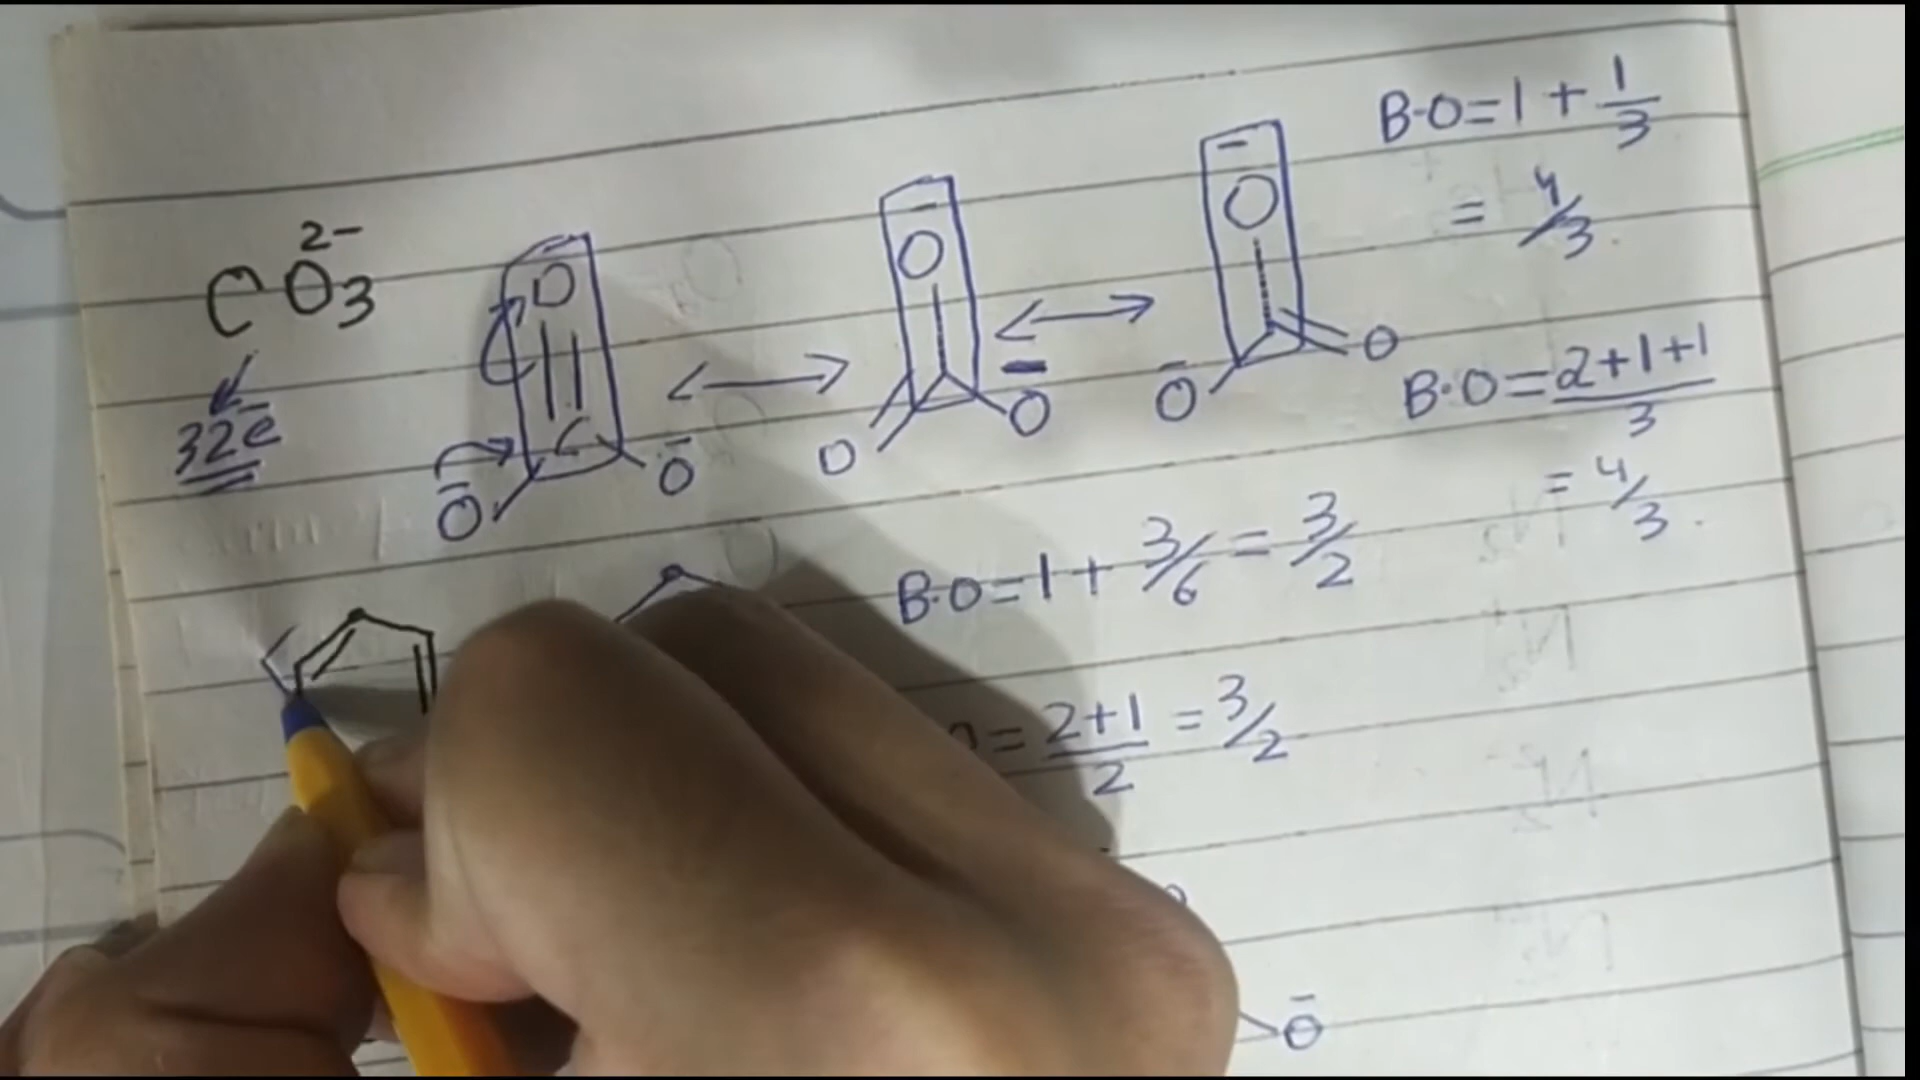 B.O = 1 + 1/3
= 4/3.
CO3 2-
32e-
O C O- O-
O- O O-
O- O- O
B.O = 2+1+1/3
= 4/3.
B.O = 1 + 3/6 = 3/2
O = 2+1/2 = 3/2
O-